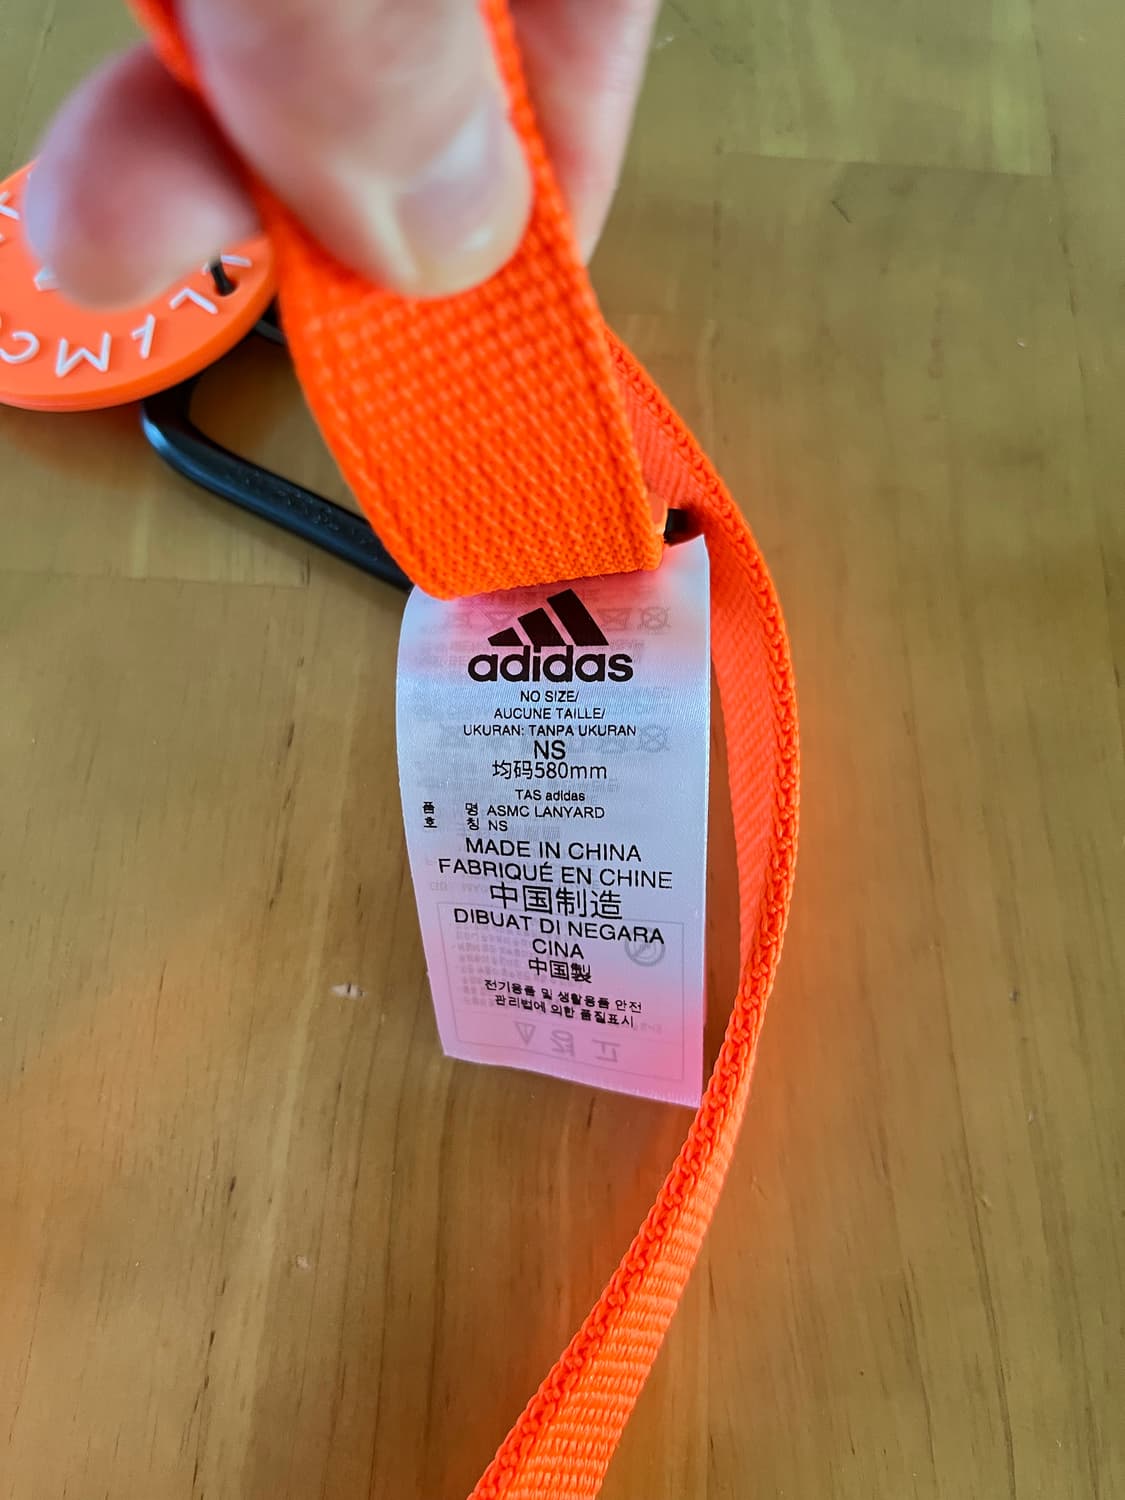 adidas
NO SIZE/
AUCUNE TAILLE/
UKURAN: TANPA UKURAN
NS
均码580mm
TAS adidas
품 명 ASMC LANYARD
호 칭 NS
MADE IN CHINA
FABRIQUÉ EN CHINE
中国制造
DIBUAT DI NEGARA
CINA
中国製
전기용품 및 생활용품 안전
관리법에 의한 품질표시